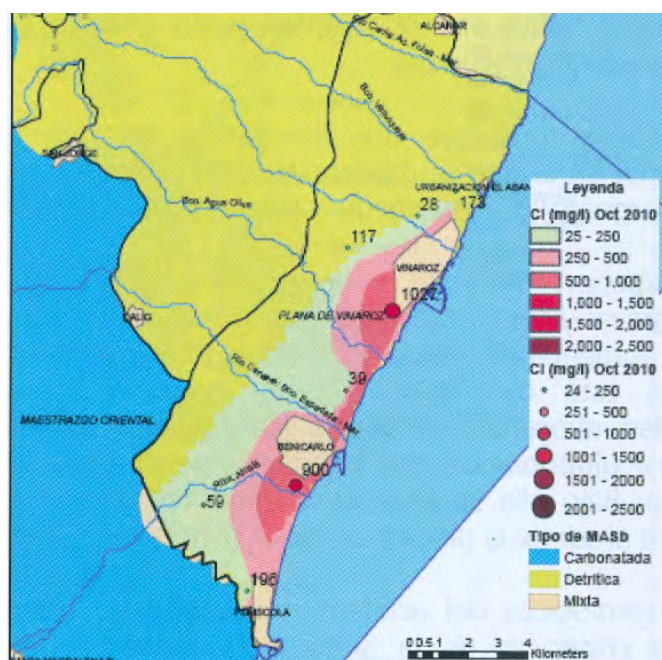 ALCANAR
Bco. Agua Oliva
URBANIZACION EL ABAN
28
173
117
VINAROZ
1027
PLANA DE VINAROZ
CALIG
39
MAESTRAZGO ORIENTAL
BENICARLO
900
59
196
PEÑISCOLA
Leyenda
Cl (mg/l) Oct 2010
25 - 250
250 - 500
500 - 1,000
1,000 - 1,500
1,500 - 2,000
2,000 - 2,500
Cl (mg/l) Oct 2010
24 - 250
251 - 500
501 - 1000
1001 - 1500
1501 - 2000
2001 - 2500
Tipo de MASb
Carbonatada
Detrítica
Mixta
0 0.5 1 2 3 4
Kilometers